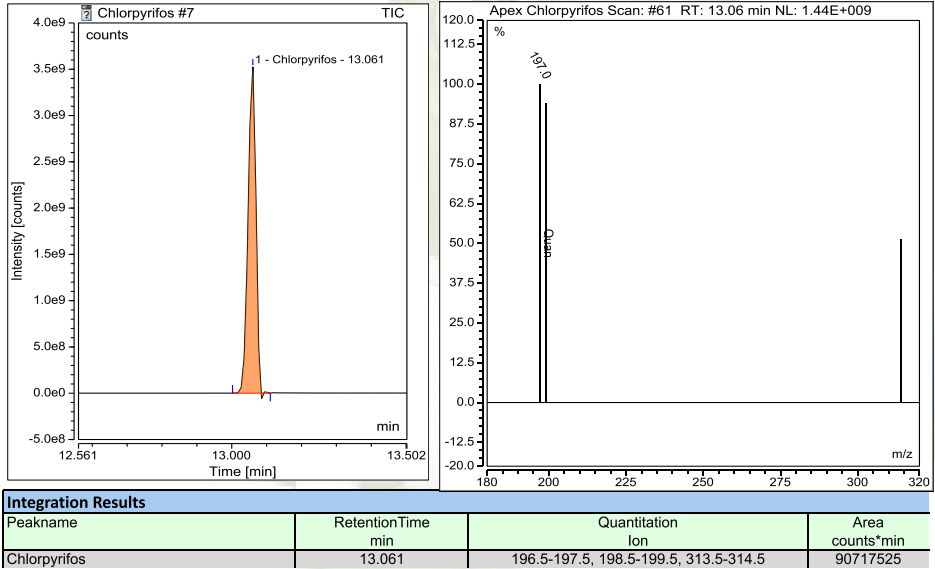 Chlorpyrifos #7 TIC
counts
4.0e9
3.5e9
3.0e9
2.5e9
2.0e9
1.5e9
1.0e9
5.0e8
0.0e0
-5.0e8
Intensity [counts]
1 - Chlorpyrifos - 13.061
min
12.561 13.000 13.502
Time [min]
Apex Chlorpyrifos Scan: #61 RT: 13.06 min NL: 1.44E+009
%
120.0
112.5
100.0
87.5
75.0
62.5
50.0
37.5
25.0
12.5
0.0
-12.5
-20.0
197.0
Quan
m/z
180 200 225 250 275 300 320
Integration Results
Peakname RetentionTime Quantitation Area
min Ion counts*min
Chlorpyrifos 13.061 196.5-197.5, 198.5-199.5, 313.5-314.5 90717525